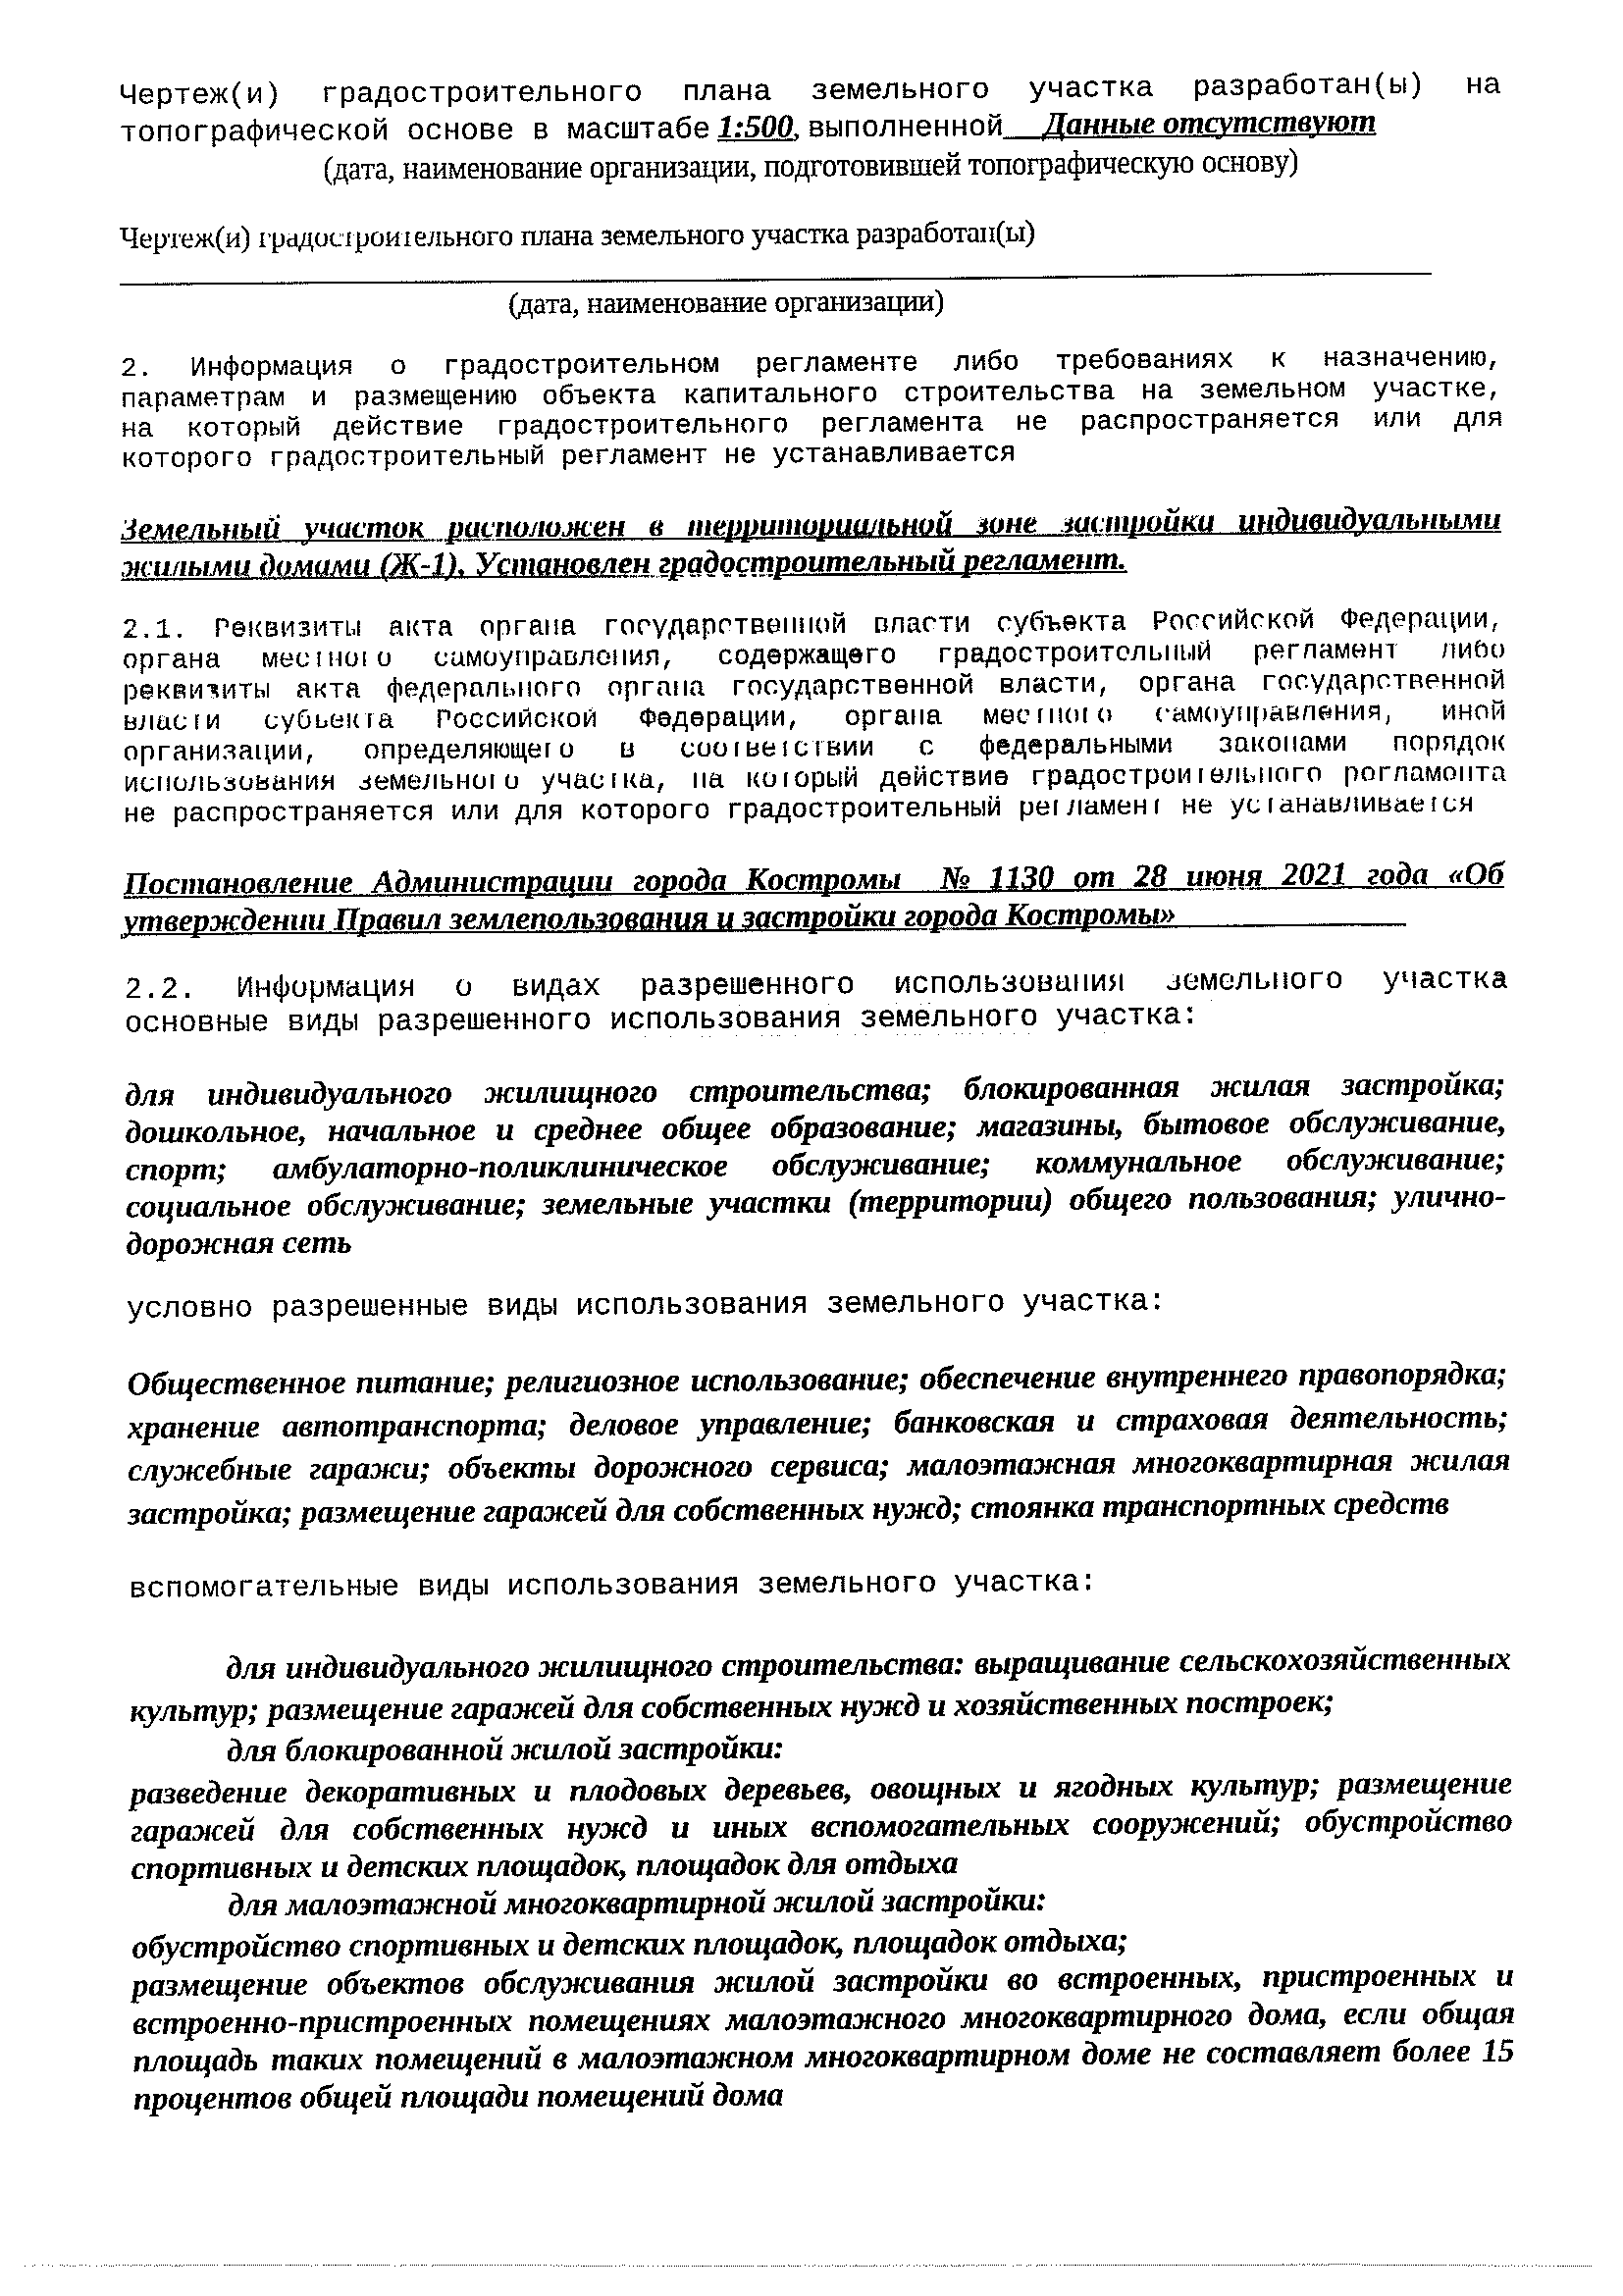 Чертеж(и) градостроительного плана земельного участка разработан(ы) на
топографической основе в масштабе 1:500, выполненной Данные отсутствуют
(дата, наименование организации, подготовившей топографическую основу)
Чертеж(и) градостроительного плана земельного участка разработан(ы)
(дата, наименование организации)
2. Информация о градостроительном регламенте либо требованиях к назначению,
параметрам и размещению объекта капитального строительства на земельном участке,
на который действие градостроительного регламента не распространяется или для
которого градостроительный регламент не устанавливается
Земельный участок расположен в территориальной зоне застройки индивидуальными
жилыми домами (Ж-1). Установлен градостроительный регламент.
2.1. Реквизиты акта органа государственной власти субъекта Российской Федерации,
органа местного самоуправления, содержащего градостроительный регламент либо
реквизиты акта федерального органа государственной власти, органа государственной
власти субъекта Российской Федерации, органа местного самоуправления, иной
организации, определяющего в соответствии с федеральными законами порядок
использования земельного участка, на который действие градостроительного регламента
не распространяется или для которого градостроительный регламент не устанавливается
Постановление Администрации города Костромы № 1130 от 28 июня 2021 года «Об
утверждении Правил землепользования и застройки города Костромы»
2.2. Информация о видах разрешенного использования земельного участка
основные виды разрешенного использования земельного участка:
для индивидуального жилищного строительства; блокированная жилая застройка;
дошкольное, начальное и среднее общее образование; магазины, бытовое обслуживание,
спорт; амбулаторно-поликлиническое обслуживание; коммунальное обслуживание;
социальное обслуживание; земельные участки (территории) общего пользования; улично-
дорожная сеть
условно разрешенные виды использования земельного участка:
Общественное питание; религиозное использование; обеспечение внутреннего правопорядка;
хранение автотранспорта; деловое управление; банковская и страховая деятельность;
служебные гаражи; объекты дорожного сервиса; малоэтажная многоквартирная жилая
застройка; размещение гаражей для собственных нужд; стоянка транспортных средств
вспомогательные виды использования земельного участка:
для индивидуального жилищного строительства: выращивание сельскохозяйственных
культур; размещение гаражей для собственных нужд и хозяйственных построек;
для блокированной жилой застройки:
разведение декоративных и плодовых деревьев, овощных и ягодных культур; размещение
гаражей для собственных нужд и иных вспомогательных сооружений; обустройство
спортивных и детских площадок, площадок для отдыха
для малоэтажной многоквартирной жилой застройки:
обустройство спортивных и детских площадок, площадок отдыха;
размещение объектов обслуживания жилой застройки во встроенных, пристроенных и
встроенно-пристроенных помещениях малоэтажного многоквартирного дома, если общая
площадь таких помещений в малоэтажном многоквартирном доме не составляет более 15
процентов общей площади помещений дома